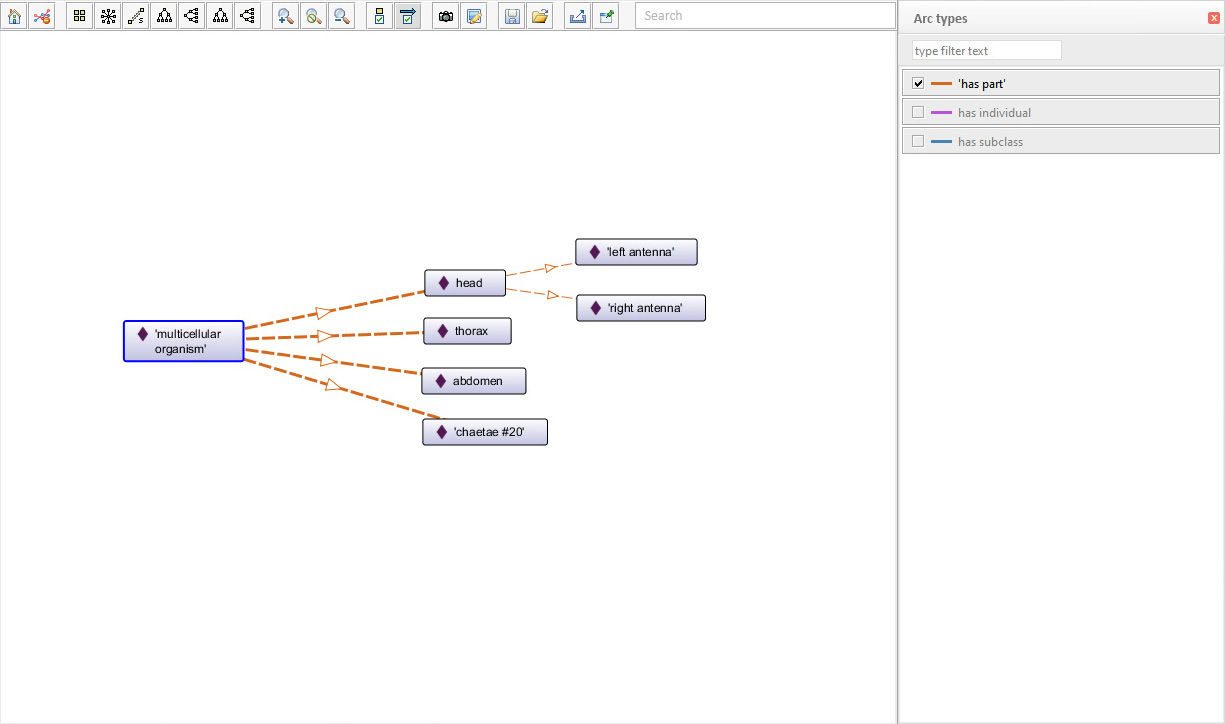 Search
Arc types
type filter text
'has part'
has individual
has subclass
'left antenna'
head
'right antenna'
thorax
'multicellular
organism'
abdomen
'chaetae #20'